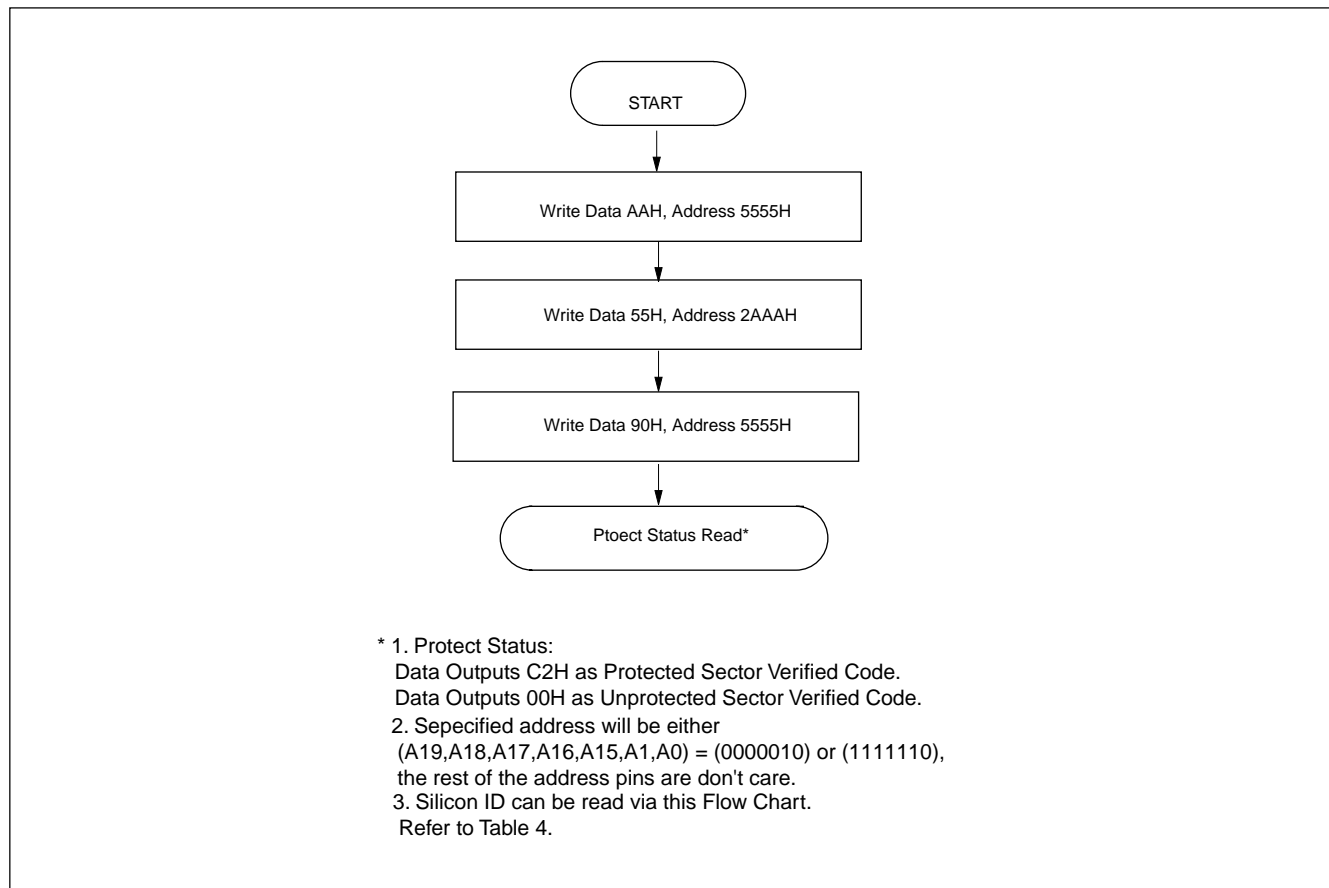 START
Write Data AAH, Address 5555H
Write Data 55H, Address 2AAAH
Write Data 90H, Address 5555H
Ptoect Status Read*
* 1. Protect Status:
Data Outputs C2H as Protected Sector Verified Code.
Data Outputs 00H as Unprotected Sector Verified Code.
2. Sepecified address will be either
(A19,A18,A17,A16,A15,A1,A0) = (0000010) or (1111110),
the rest of the address pins are don't care.
3. Silicon ID can be read via this Flow Chart.
Refer to Table 4.